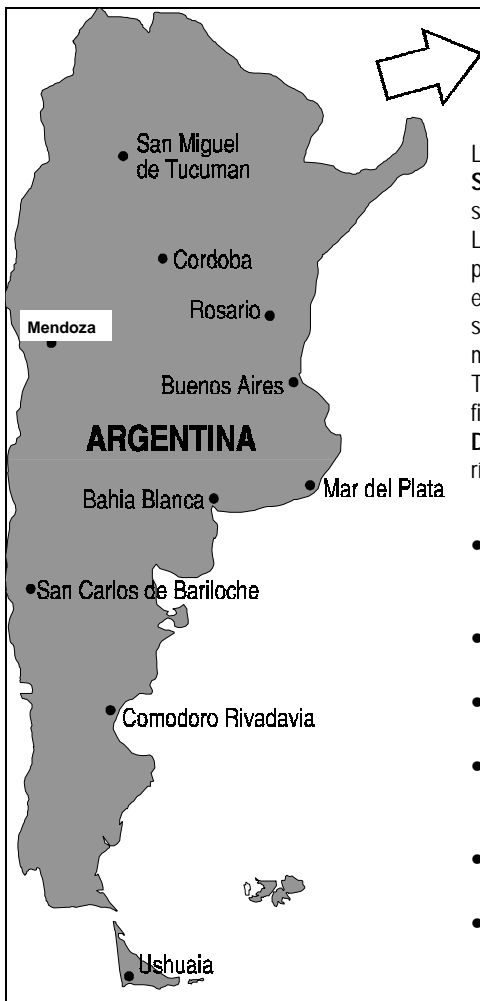 San Miguel
de Tucuman
Cordoba
Rosario
Mendoza
Buenos Aires
ARGENTINA
Mar del Plata
Bahia Blanca
San Carlos de Bariloche
Comodoro Rivadavia
Ushuaia